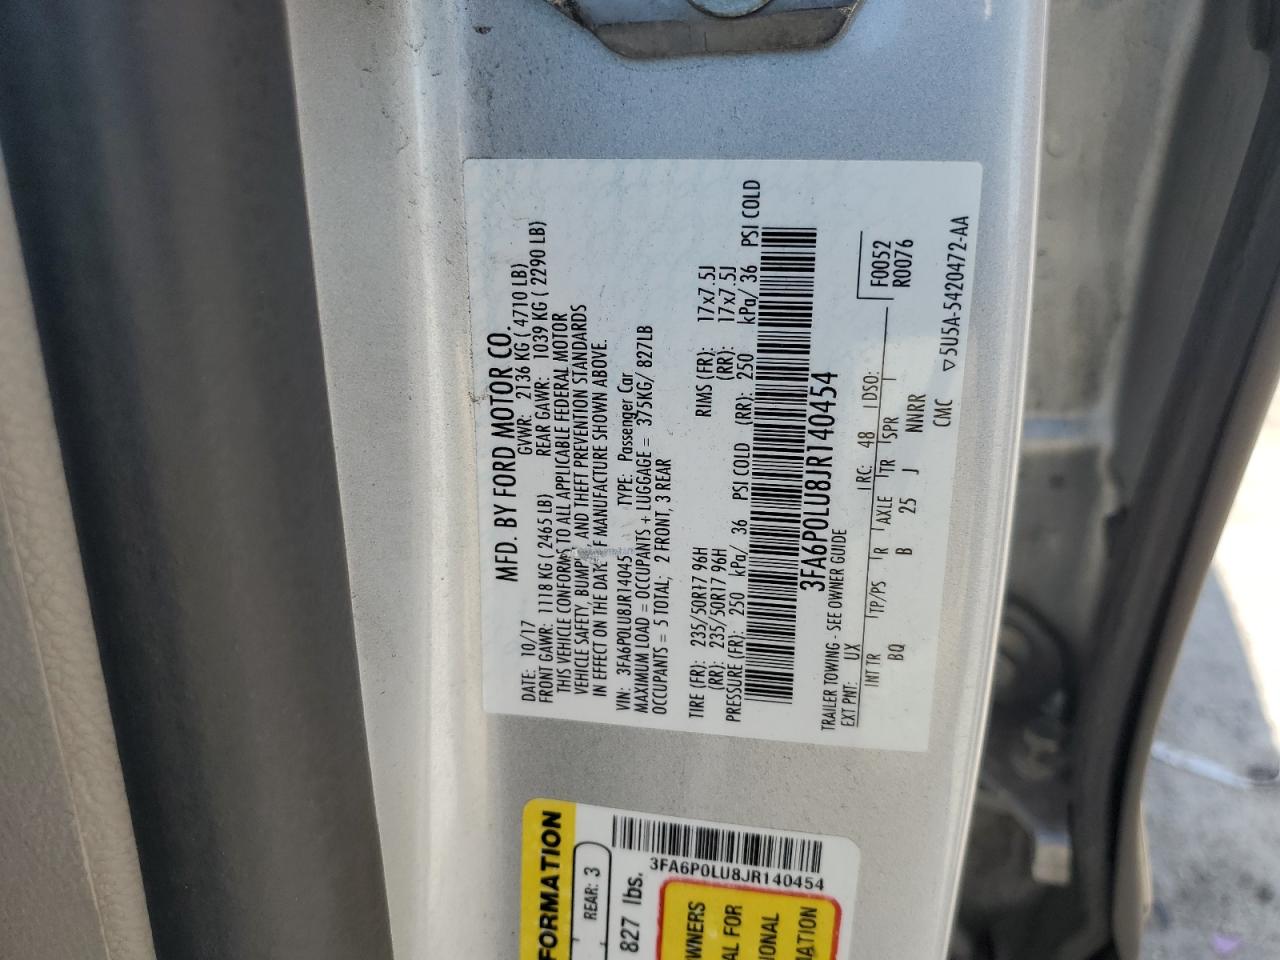 MFD. BY FORD MOTOR CO.
DATE: 10/17 GVWR: 2136 KG ( 4710 LB)
FRONT GAWR: 1118 KG ( 2465 LB) REAR GAWR: 1039 KG ( 2290 LB)
THIS VEHICLE CONFORMS TO ALL APPLICABLE FEDERAL MOTOR
VEHICLE SAFETY, BUMP AND THEFT PREVENTION STANDARDS
IN EFFECT ON THE DATE F MANUFACTURE SHOWN ABOVE.
VIN: 3FA6P0LU8JR14045 TYPE: Passenger Car
MAXIMUM LOAD = OCCUPANTS + LUGGAGE = 375KG/ 827LB
OCCUPANTS = 5 TOTAL; 2 FRONT, 3 REAR
TIRE (FR): 235/50R17 96H RIMS (FR): 17x7.5J
(RR): 235/50R17 96H (RR): 17x7.5J
PRESSURE (FR): 250 kPa/ 36 PSI COLD (RR): 250 kPa/ 36 PSI COLD
3FA6P0LU8JR140454
TRAILER TOWING - SEE OWNER GUIDE
EXT PNT: UX RC: 48 DSO: F0052
INT TR TP/PS R AXLE TR SPR R0076
BQ B 25 J NNRR
CMC ▽5U5A-5420472-AA
FORMATION
REAR: 3
827 lbs.
3FA6P0LU8JR140454
WNERS
AL FOR
IONAL
MATION